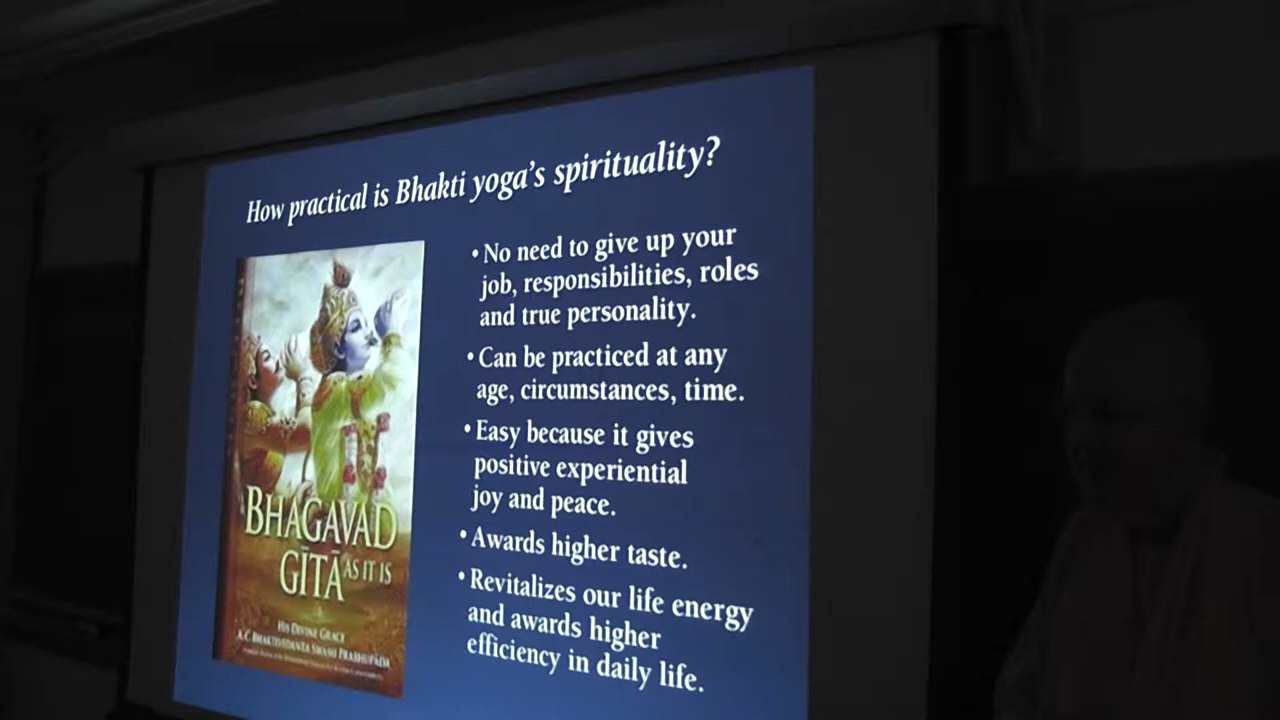 How practical is Bhakti yoga's spirituality?
• No need to give up your
job, responsibilities, roles
and true personality.
• Can be practiced at any
age, circumstances, time.
• Easy because it gives
positive experiential
joy and peace.
• Awards higher taste.
• Revitalizes our life energy
and awards higher
efficiency in daily life.
BHAGAVAD
GĪTĀ AS IT IS
HIS DIVINE GRACE
A.C. BHAKTIVEDANTA SWAMI PRABHUPĀDA